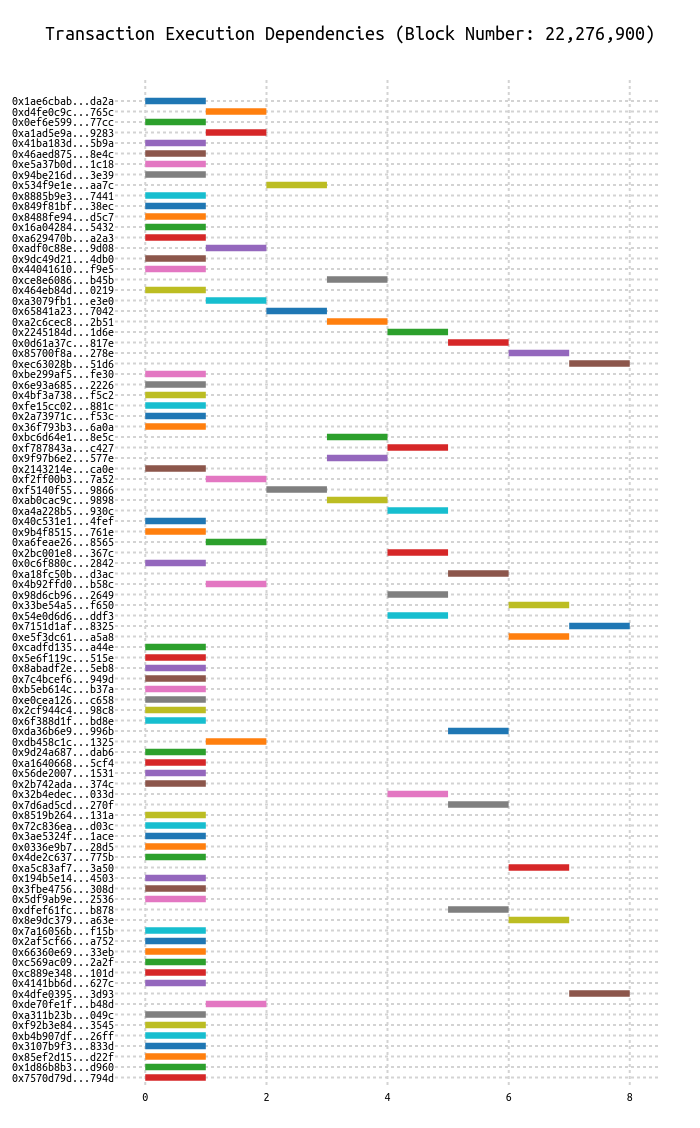 Transaction Execution Dependencies (Block Number: 22,276,900)
0x1ae6cbab...da2a
0xd4fe0c9c...765c
0x0ef6e599...77cc
0xa1ad5e9a...9283
0x41ba183d...5b9a
0x46aed875...8e4c
0xe5a37b0d...1c18
0x94be216d...3e39
0x534f9e1e...aa7c
0x8885b9e3...7441
0x849f81bf...38ec
0x8488fe94...d5c7
0x16a04284...5432
0xa629470b...a2a3
0xadf0c88e...9d08
0x9dc49d21...4db0
0x44041610...f9e5
0xce8e6086...b45b
0x464eb84d...0219
0xa3079fb1...e3e0
0x65841a23...7042
0xa2c6cec8...2b51
0x2245184d...1d6e
0x0d61a37c...817e
0x85700f8a...278e
0xec63028b...51d6
0xbe299af5...fe30
0x6e93a685...2226
0x4bf3a738...f5c2
0xfe15cc02...881c
0x2a73971c...f53c
0x36f793b3...6a0a
0xbc6d64e1...8e5c
0xf787843a...c427
0x9f97b6e2...577e
0x2143214e...ca0e
0xf2ff00b3...7a52
0xf5140f55...9866
0xab0cac9c...9898
0xa4a228b5...930c
0x40c531e1...4fef
0x9b4f8515...761e
0xa6feae26...8565
0x2bc001e8...367c
0x0c6f880c...2842
0xa18fc50b...d3ac
0x4b92ffd0...b58c
0x98d6cb96...2649
0x33be54a5...f650
0x54e0d6d6...ddf3
0x7151d1af...8325
0xe5f3dc61...a5a8
0xcadfd135...a44e
0x5e6f119c...515e
0x8abadf2e...5eb8
0x7c4bcef6...949d
0xb5eb614c...b37a
0xe0cea126...c658
0x2cf944c4...98c8
0x6f388d1f...bd8e
0xda36b6e9...996b
0xdb458c1c...1325
0x9d24a687...dab6
0xa1640668...5cf4
0x56de2007...1531
0x2b742ada...374c
0x32b4edec...033d
0x7d6ad5cd...270f
0x8519b264...131a
0x72c836ea...d03c
0x3ae5324f...1ace
0x0336e9b7...28d5
0x4de2c637...775b
0xa5c83af7...3a50
0x194b5e14...4503
0x3fbe4756...308d
0x5df9ab9e...2536
0xdfef61fc...b878
0x8e9dc379...a63e
0x7a16056b...f15b
0x2af5cf66...a752
0x66360e69...33eb
0xc569ac09...2a2f
0xc889e348...101d
0x4141bb6d...627c
0x4dfe0395...3d93
0xde70fe1f...b48d
0xa311b23b...049c
0xf92b3e84...3545
0xb4b907df...26ff
0x3107b9f3...833d
0x85ef2d15...d22f
0x1d86b8b3...d960
0x7570d79d...794d
0 2 4 6 8